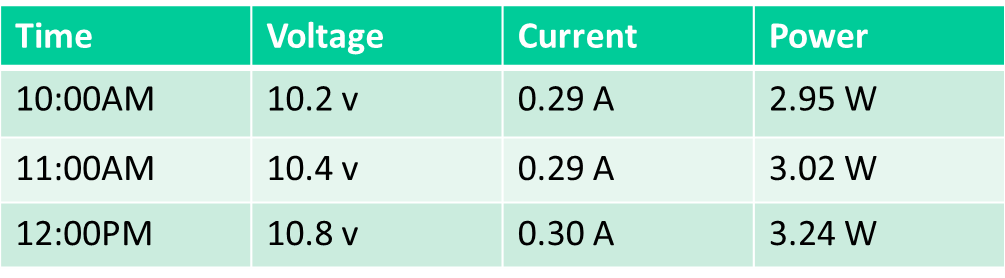 Time Voltage Current Power
10:00AM 10.2 v 0.29 A 2.95 W
11:00AM 10.4 v 0.29 A 3.02 W
12:00PM 10.8 v 0.30 A 3.24 W